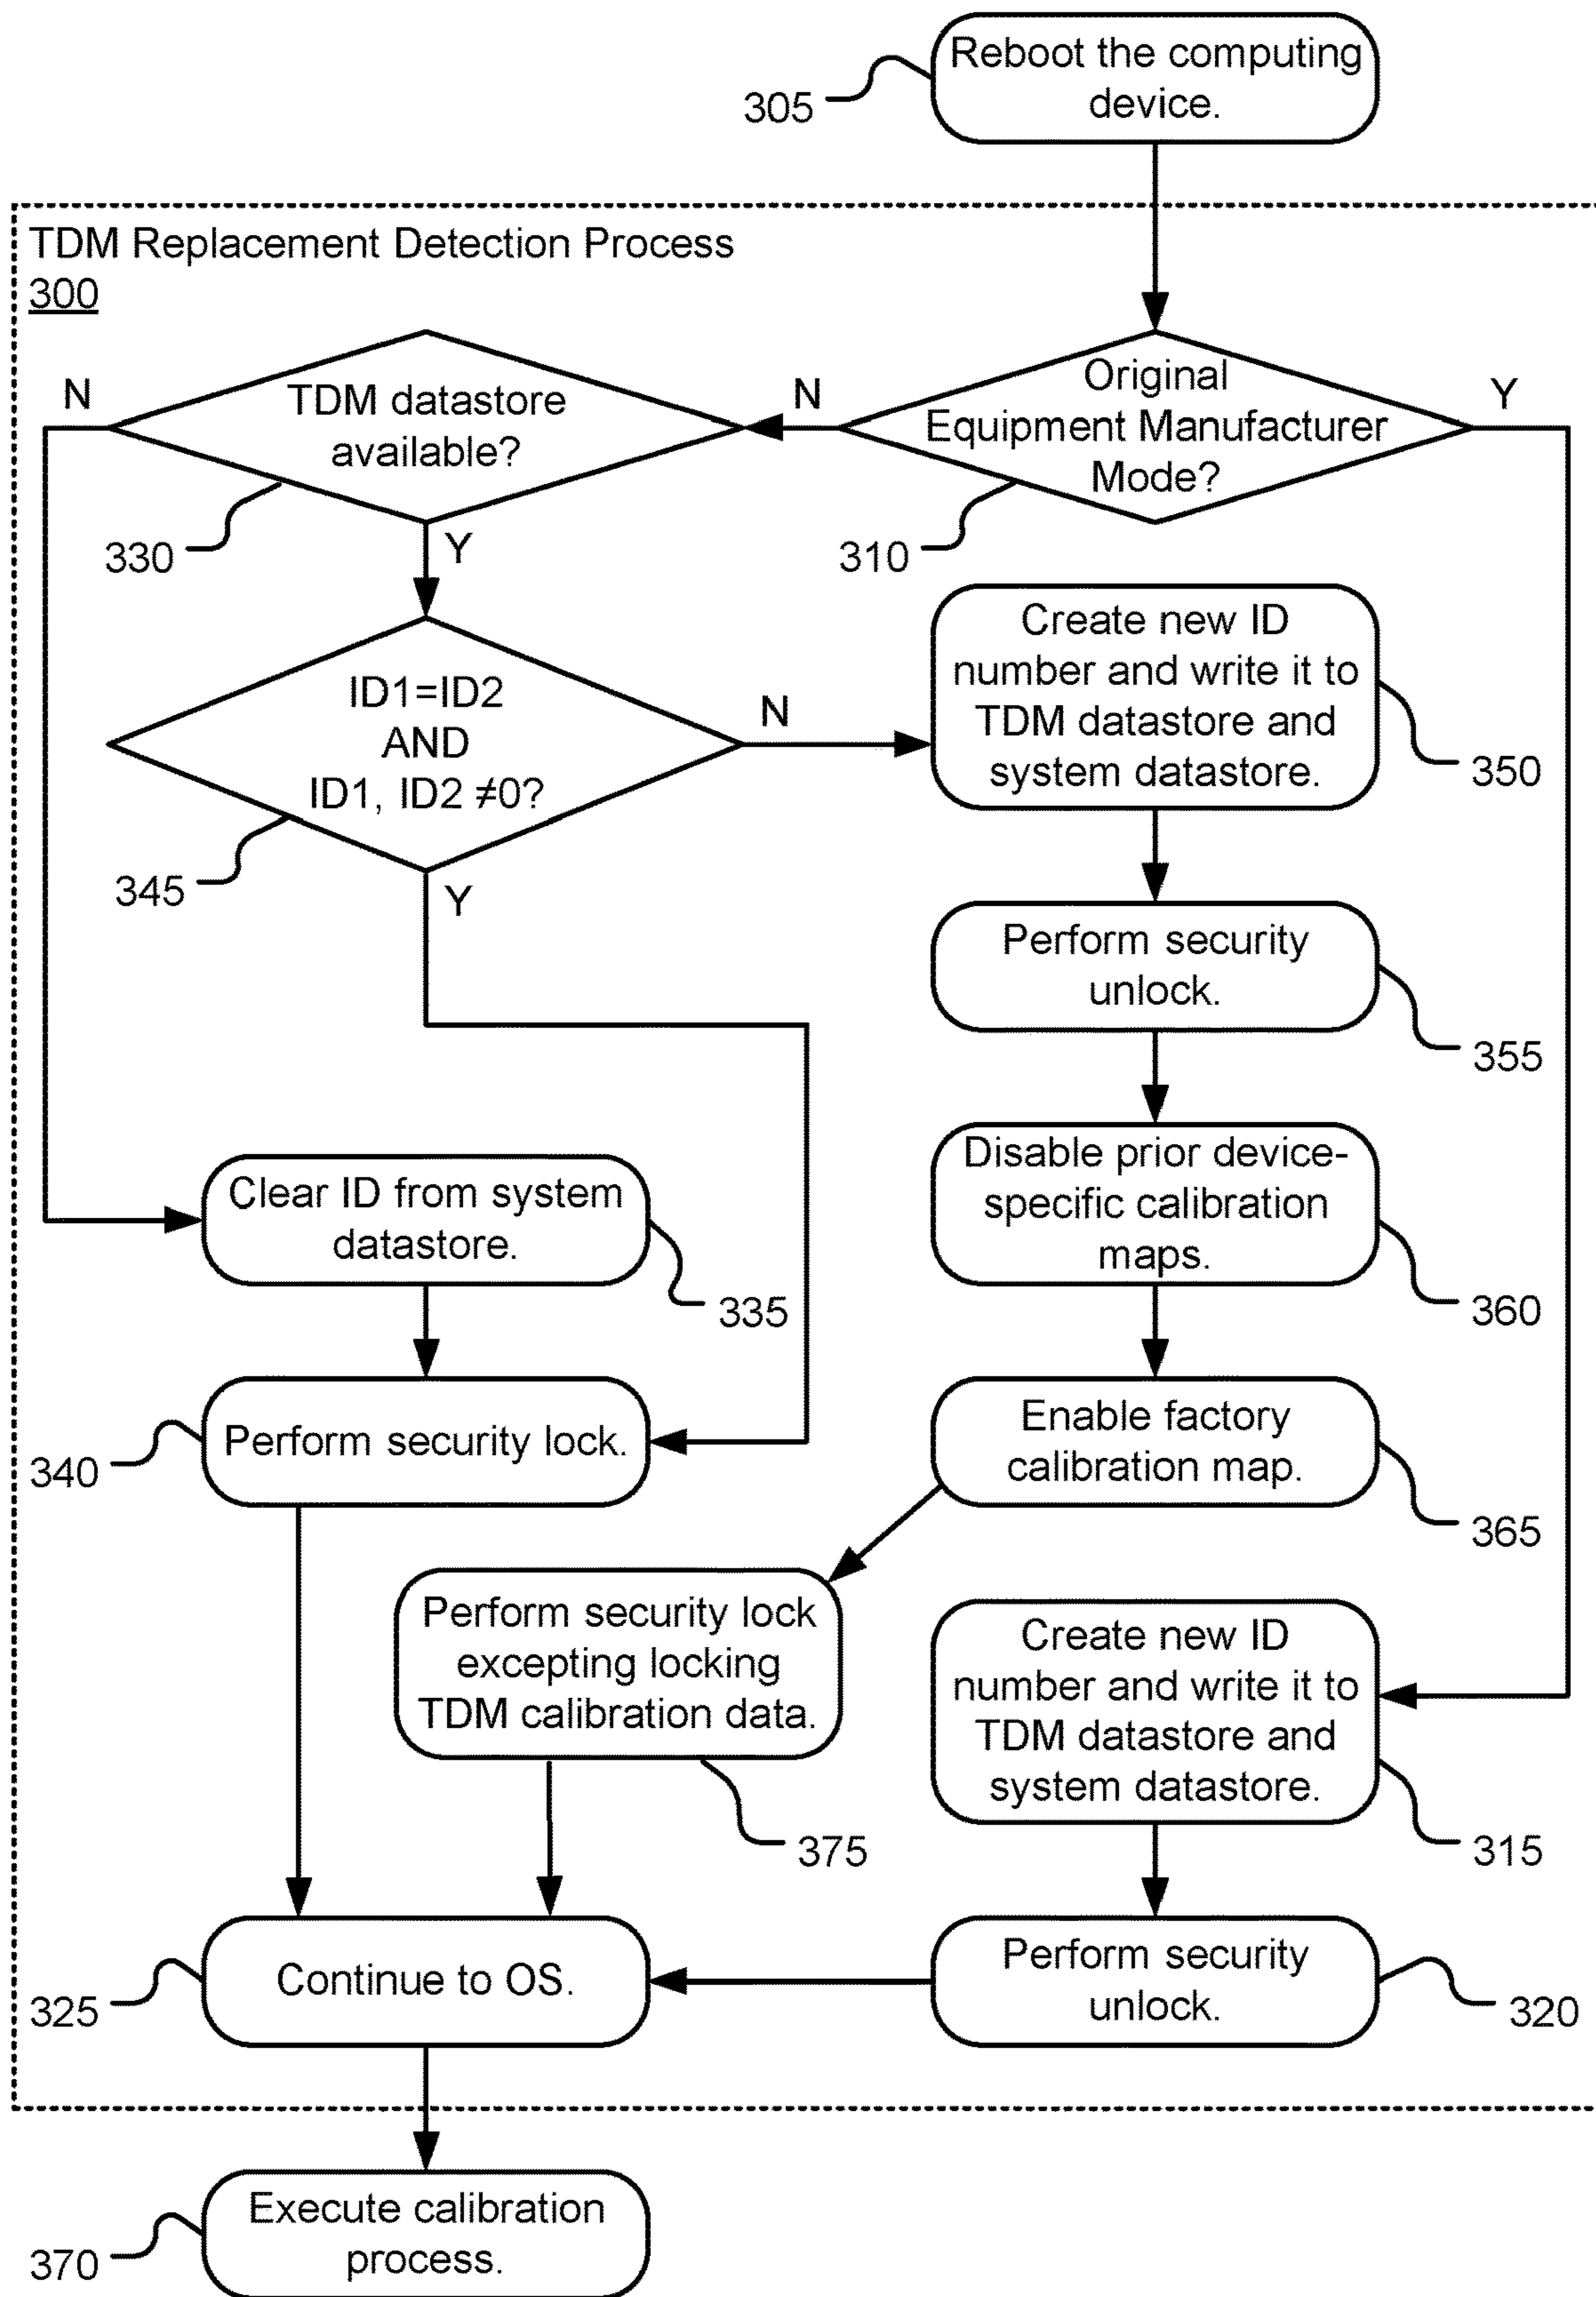 Reboot the computing
device.
305
TDM Replacement Detection Process
300
Original
Equipment Manufacturer
Mode?
310
N
Y
TDM datastore
available?
330
N
Y
ID1=ID2
AND
ID1, ID2 ≠0?
345
N
Y
Create new ID
number and write it to
TDM datastore and
system datastore.
350
Perform security
unlock.
355
Disable prior device-
specific calibration
maps.
360
Clear ID from system
datastore.
335
Perform security lock.
340
Enable factory
calibration map.
365
Perform security lock
excepting locking
TDM calibration data.
375
Create new ID
number and write it to
TDM datastore and
system datastore.
315
Perform security
unlock.
320
Continue to OS.
325
Execute calibration
process.
370